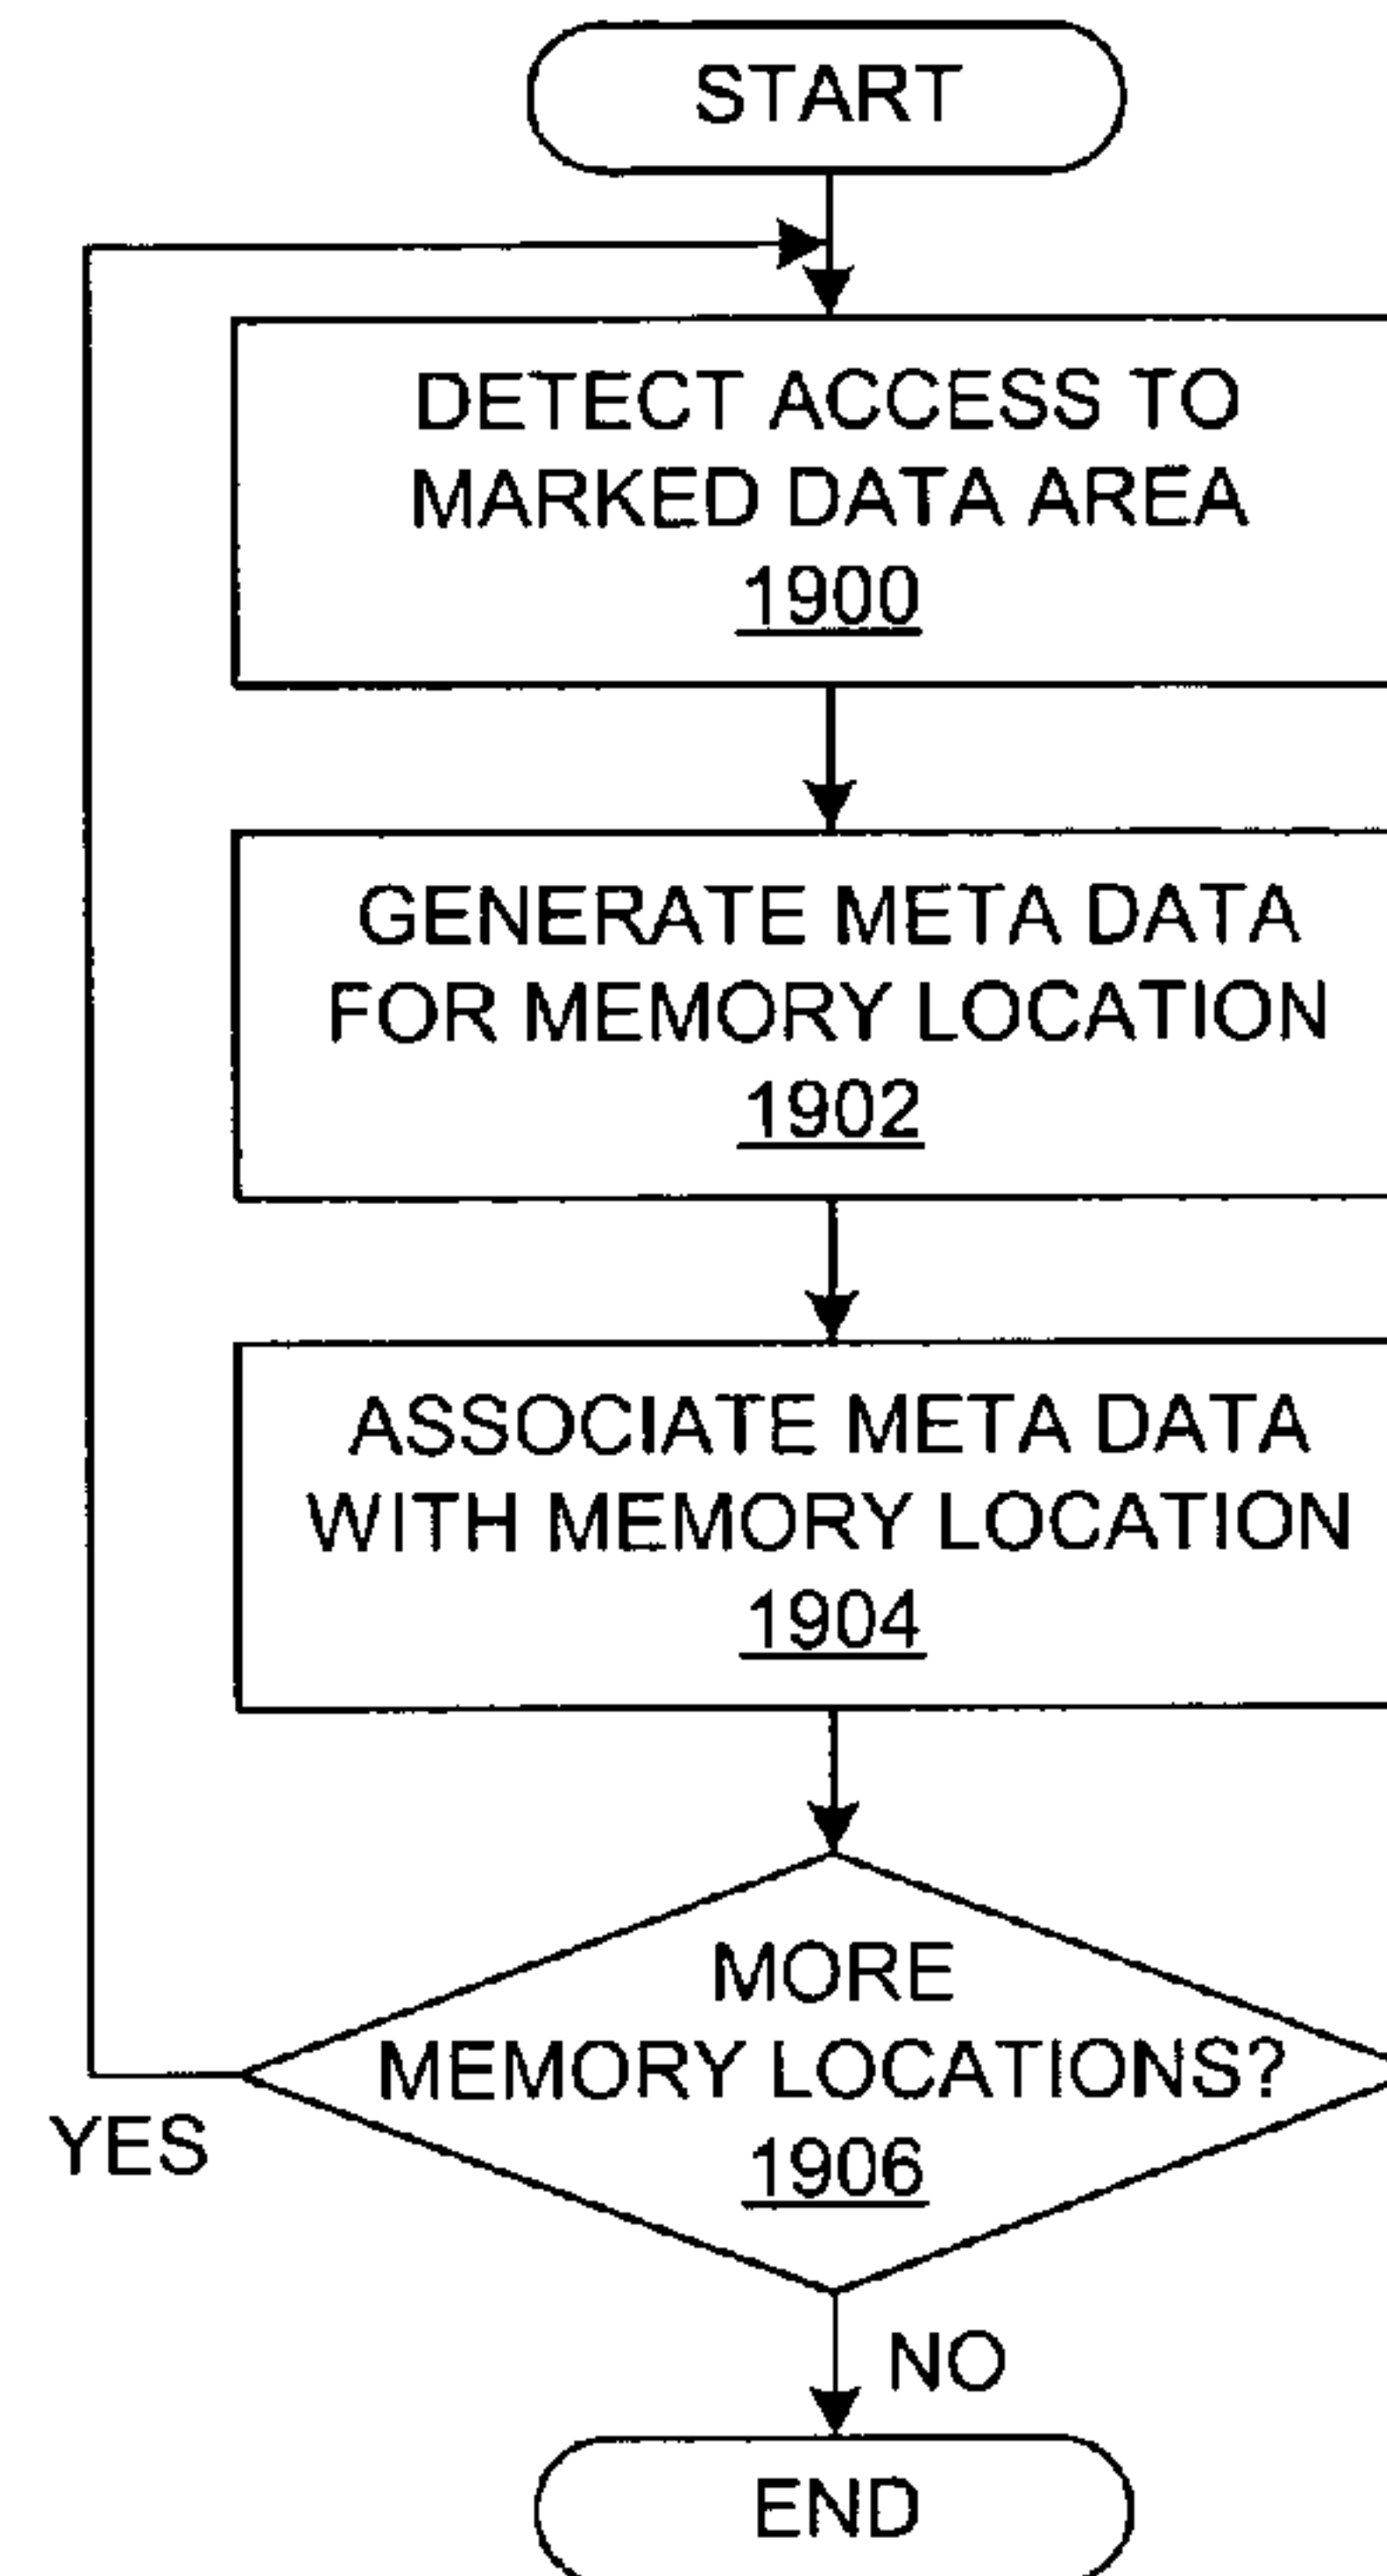 START
DETECT ACCESS TO
MARKED DATA AREA
1900
GENERATE META DATA
FOR MEMORY LOCATION
1902
ASSOCIATE META DATA
WITH MEMORY LOCATION
1904
MORE
MEMORY LOCATIONS?
1906
YES
NO
END